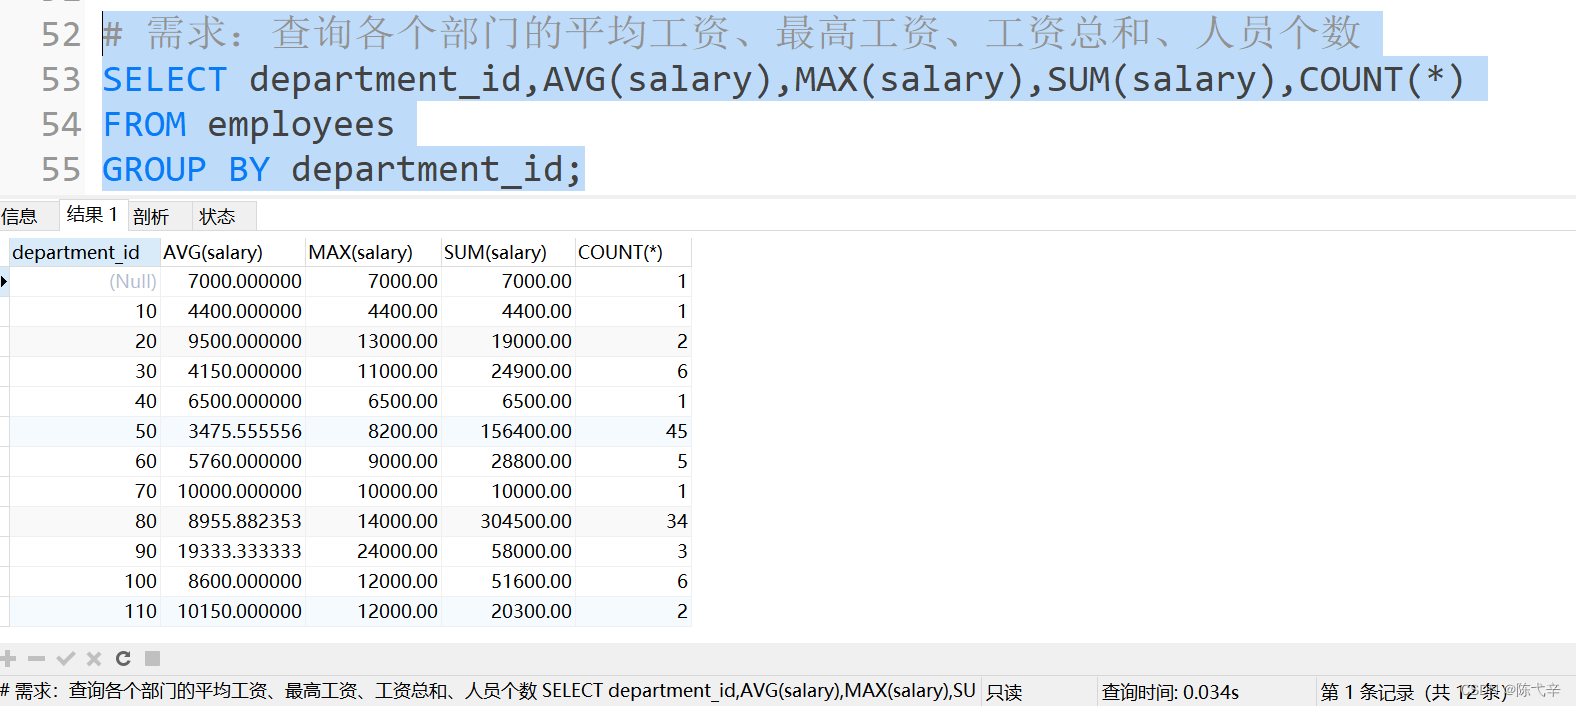 52 # 需求：查询各个部门的平均工资、最高工资、工资总和、人员个数
53 SELECT department_id,AVG(salary),MAX(salary),SUM(salary),COUNT(*)
54 FROM employees
55 GROUP BY department_id;
信息 结果 1 剖析 状态
department_id AVG(salary) MAX(salary) SUM(salary) COUNT(*)
(Null) 7000.000000 7000.00 7000.00 1
10 4400.000000 4400.00 4400.00 1
20 9500.000000 13000.00 19000.00 2
30 4150.000000 11000.00 24900.00 6
40 6500.000000 6500.00 6500.00 1
50 3475.555556 8200.00 156400.00 45
60 5760.000000 9000.00 28800.00 5
70 10000.000000 10000.00 10000.00 1
80 8955.882353 14000.00 304500.00 34
90 19333.333333 24000.00 58000.00 3
100 8600.000000 12000.00 51600.00 6
110 10150.000000 12000.00 20300.00 2
# 需求：查询各个部门的平均工资、最高工资、工资总和、人员个数 SELECT department_id,AVG(salary),MAX(salary),SU 只读 查询时间: 0.034s 第 1 条记录（共 12 条）
CSDN @陈弋辛